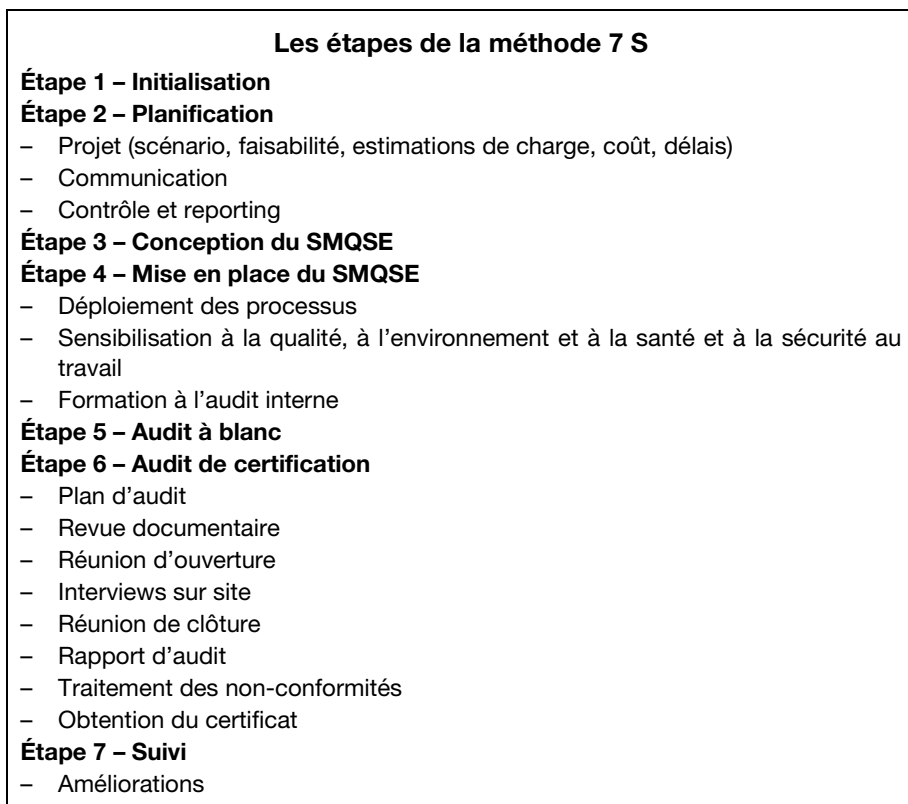 Les étapes de la méthode 7 S
Étape 1 – Initialisation
Étape 2 – Planification
– Projet (scénario, faisabilité, estimations de charge, coût, délais)
– Communication
– Contrôle et reporting
Étape 3 – Conception du SMQSE
Étape 4 – Mise en place du SMQSE
– Déploiement des processus
– Sensibilisation à la qualité, à l’environnement et à la santé et à la sécurité au
travail
– Formation à l’audit interne
Étape 5 – Audit à blanc
Étape 6 – Audit de certification
– Plan d’audit
– Revue documentaire
– Réunion d’ouverture
– Interviews sur site
– Réunion de clôture
– Rapport d’audit
– Traitement des non-conformités
– Obtention du certificat
Étape 7 – Suivi
– Améliorations